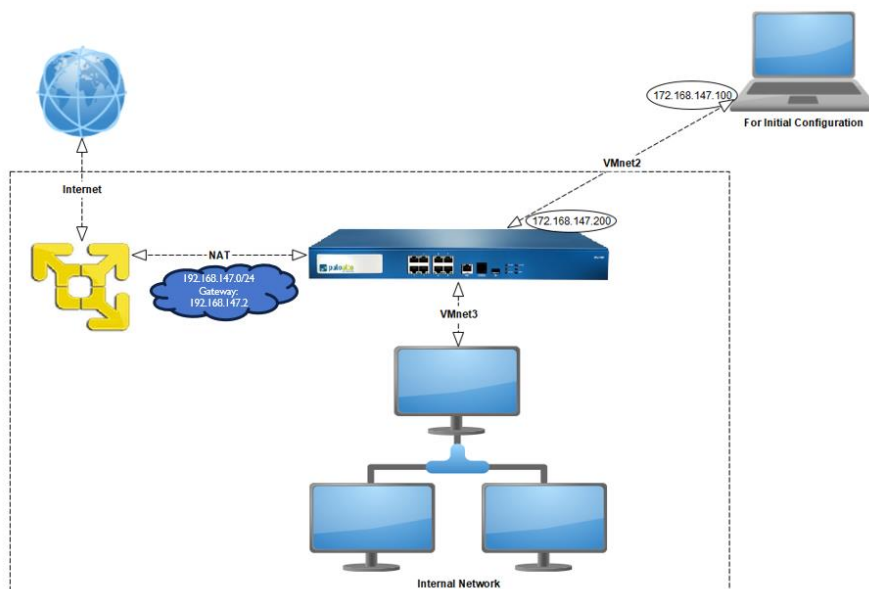 172.168.147.100
For Initial Configuration
VMnet2
Internet
172.168.147.200
NAT
192.168.147.0/24
Gateway:
192.168.147.2
paloalto
VMnet3
Internal Network